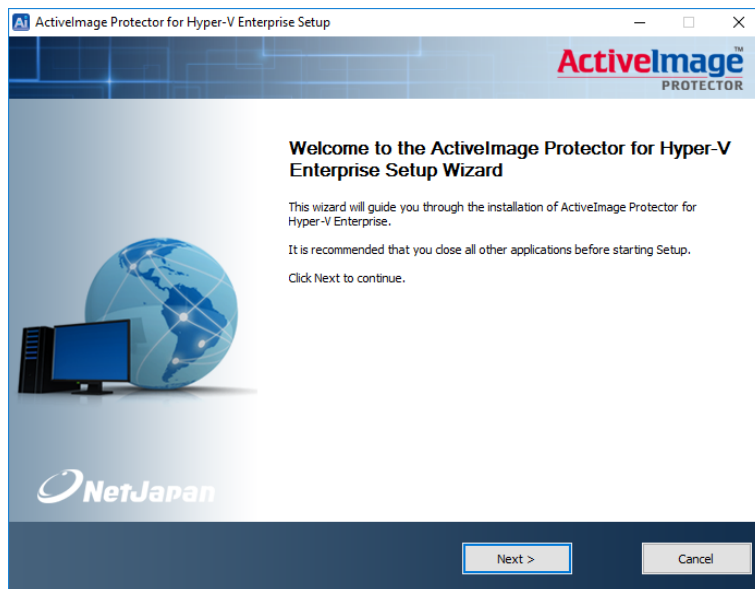 ActiveImage Protector for Hyper-V Enterprise Setup
ActiveImage™
PROTECTOR
Welcome to the ActiveImage Protector for Hyper-V
Enterprise Setup Wizard
This wizard will guide you through the installation of ActiveImage Protector for
Hyper-V Enterprise.
It is recommended that you close all other applications before starting Setup.
Click Next to continue.
NetJapan
Next >
Cancel